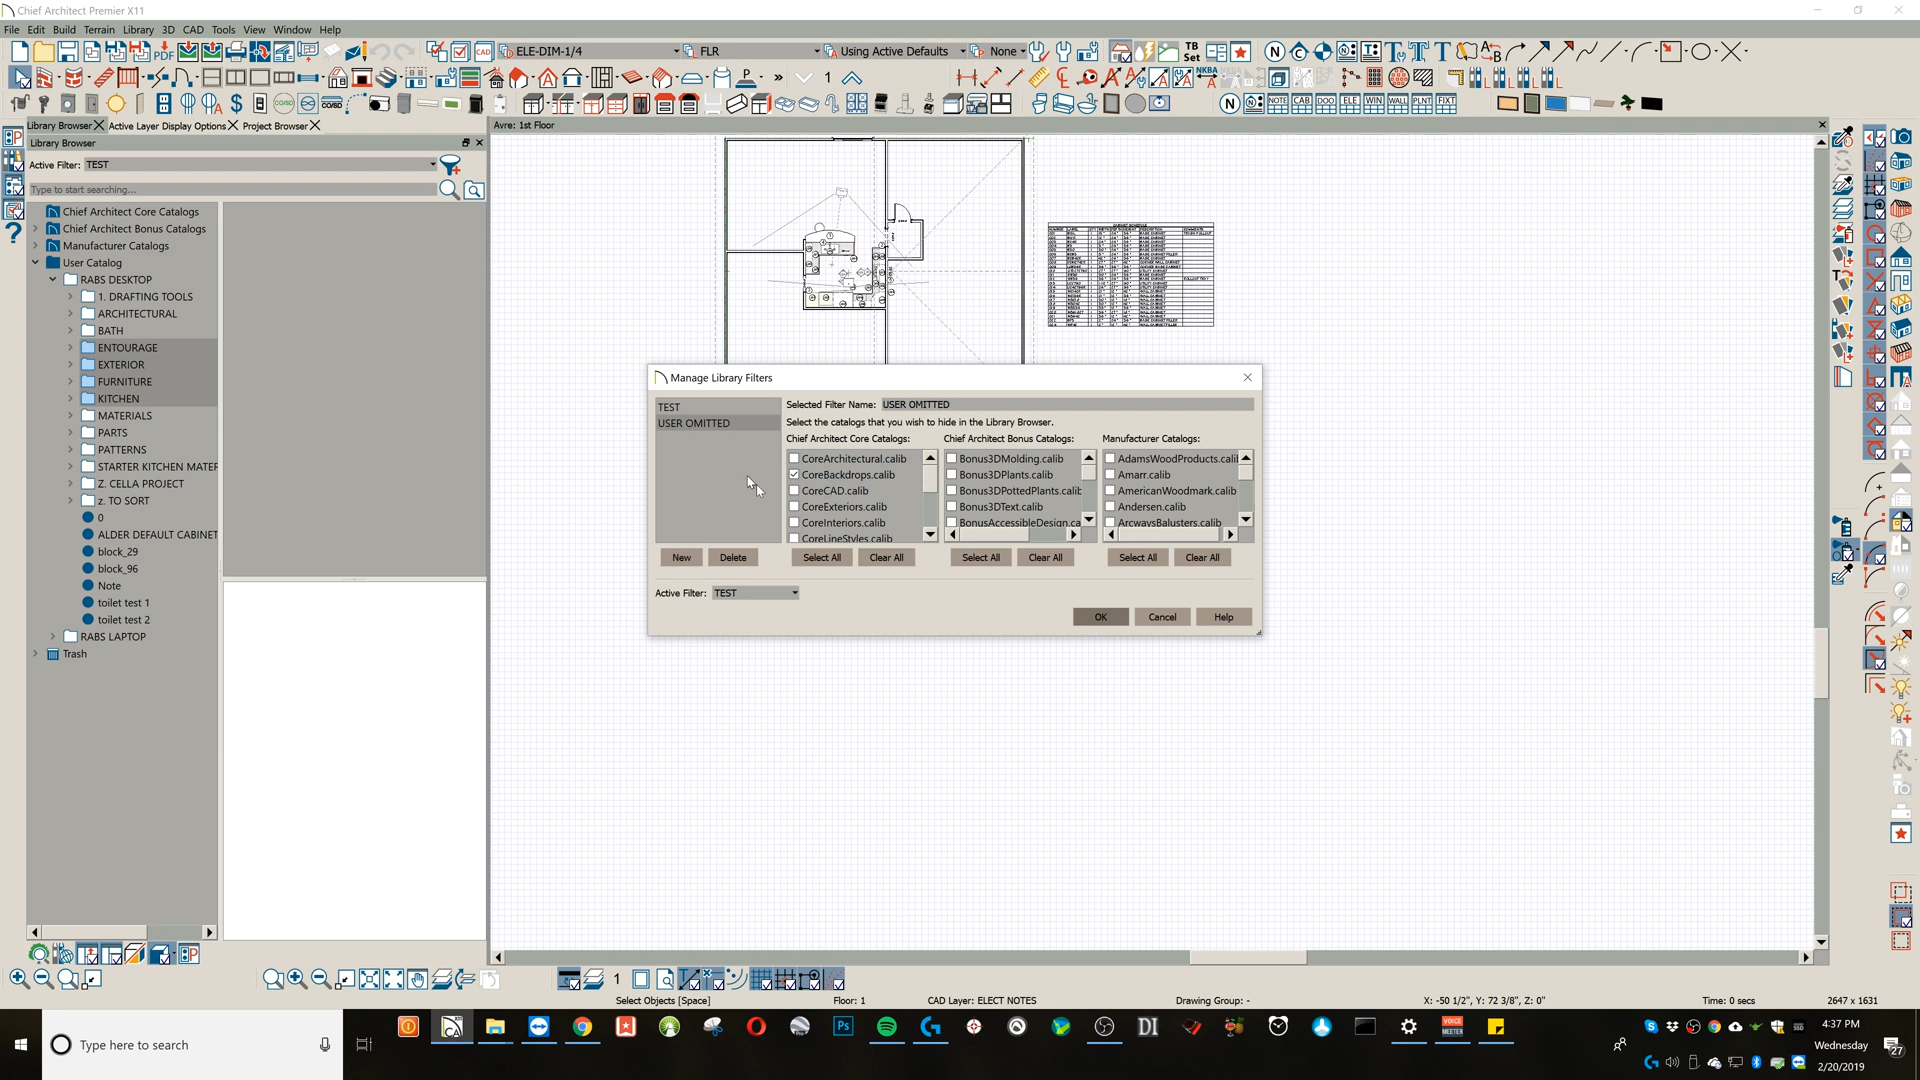 Chief Architect Premier X11
File Edit Build Terrain Library 3D CAD Tools View Window Help
ELE-DIM-1/4 FLR Using Active Defaults None TB Set
1
Library Browser Active Layer Display Options Project Browser Avre: 1st Floor
Library Browser
Active Filter: TEST
Type to start searching...
Chief Architect Core Catalogs
Chief Architect Bonus Catalogs
Manufacturer Catalogs
User Catalog
RABS DESKTOP
1. DRAFTING TOOLS
ARCHITECTURAL
BATH
ENTOURAGE
EXTERIOR
FURNITURE
KITCHEN
MATERIALS
PARTS
PATTERNS
STARTER KITCHEN MATER
Z. CELLA PROJECT
z. TO SORT
0
ALDER DEFAULT CABINET
block_29
block_96
Note
toilet test 1
toilet test 2
RABS LAPTOP
Trash
Manage Library Filters
TEST
USER OMITTED
Selected Filter Name: USER OMITTED
Select the catalogs that you wish to hide in the Library Browser.
Chief Architect Core Catalogs: Chief Architect Bonus Catalogs: Manufacturer Catalogs:
CoreArchitectural.calib Bonus3DMolding.calib AdamsWoodProducts.calib
CoreBackdrops.calib Bonus3DPlants.calib Amarr.calib
CoreCAD.calib Bonus3DPottedPlants.calib AmericanWoodmark.calib
CoreExteriors.calib Bonus3DText.calib Andersen.calib
CoreInteriors.calib BonusAccessibleDesign.ca ArcwaysBalusters.calib
CoreLineStyles.calib
New Delete Select All Clear All Select All Clear All Select All Clear All
Active Filter: TEST
OK Cancel Help
1
Select Objects [Space] Floor: 1 CAD Layer: ELECT NOTES Drawing Group: - X: -50 1/2", Y: 72 3/8", Z: 0" Time: 0 secs 2647 x 1631
Type here to search
4:37 PM
Wednesday
2/20/2019
27